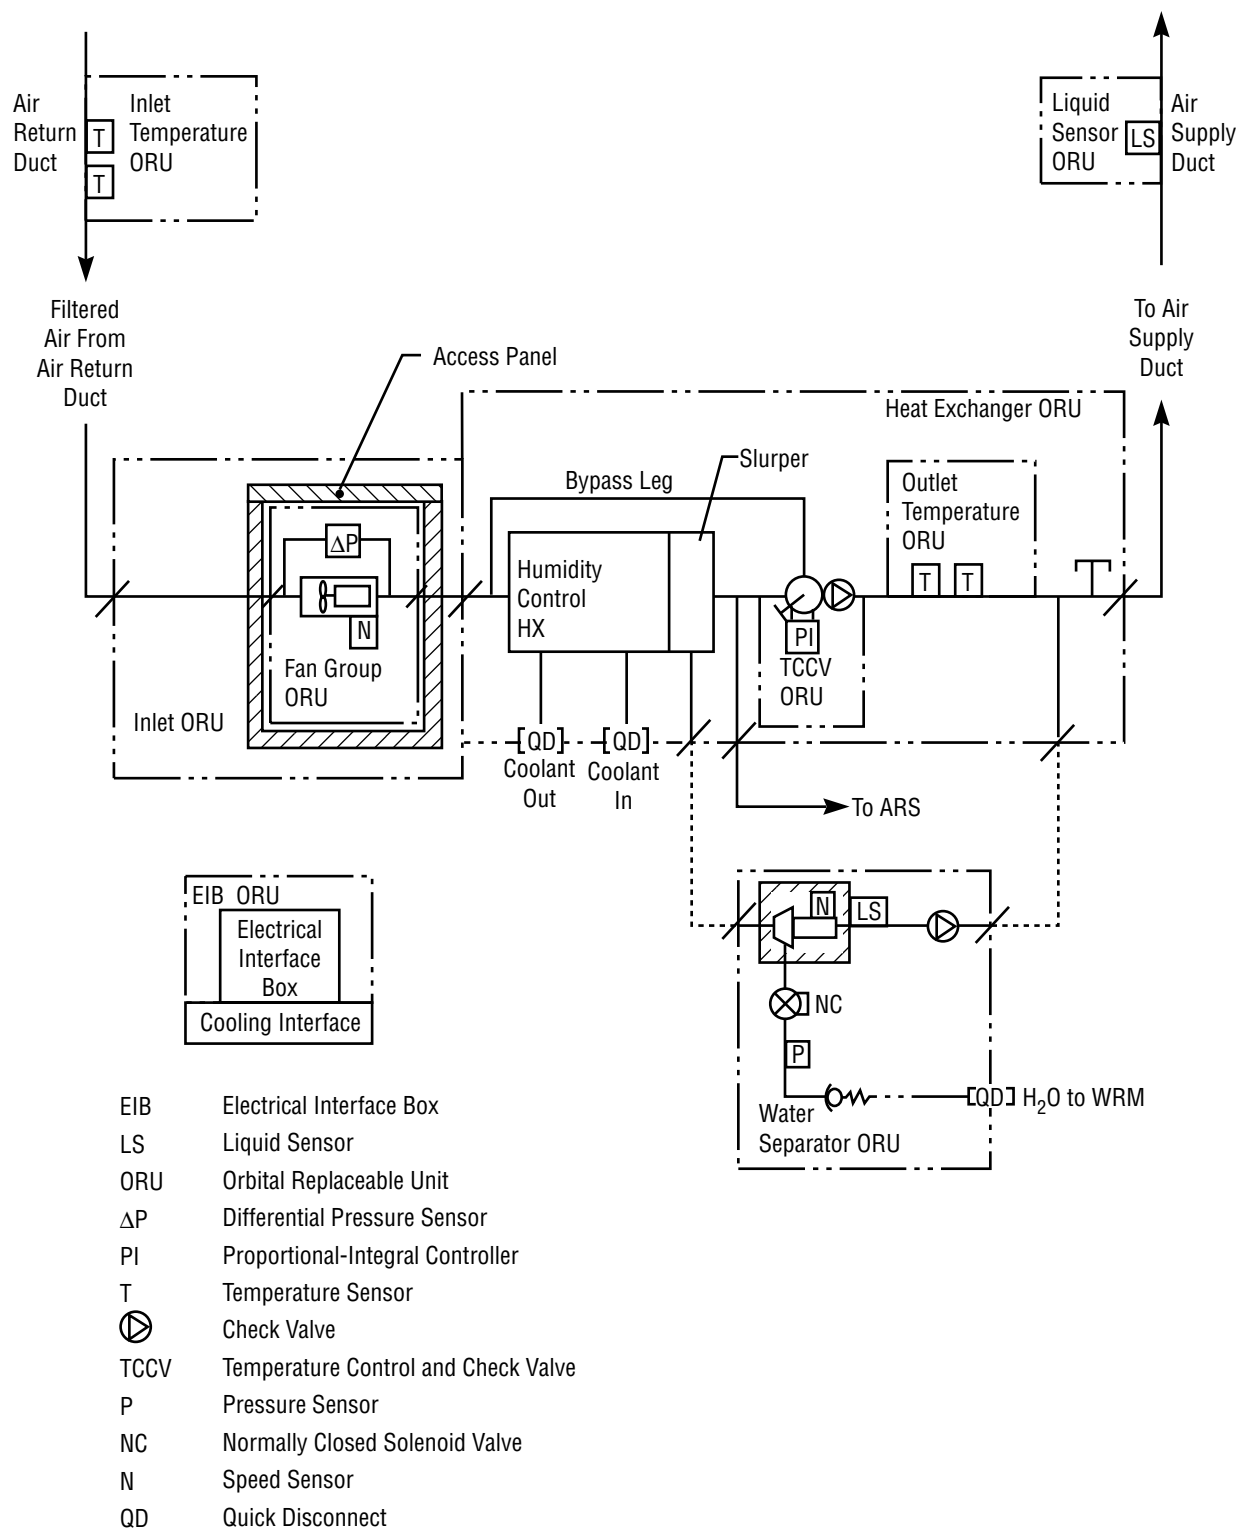 Air
Return
Duct
T
T
Inlet
Temperature
ORU
Liquid
Sensor
ORU
LS
Air
Supply
Duct
Filtered
Air From
Air Return
Duct
To Air
Supply
Duct
Access Panel
Heat Exchanger ORU
Slurper
Bypass Leg
Outlet
Temperature
ORU
T T
ΔP
N
Fan Group
ORU
Inlet ORU
Humidity
Control
HX
PI
TCCV
ORU
QD
Coolant
Out
QD
Coolant
In
To ARS
EIB ORU
Electrical
Interface
Box
Cooling Interface
N
LS
NC
P
QD
H2O to WRM
Water
Separator ORU
EIB Electrical Interface Box
LS Liquid Sensor
ORU Orbital Replaceable Unit
ΔP Differential Pressure Sensor
PI Proportional-Integral Controller
T Temperature Sensor
Check Valve
TCCV Temperature Control and Check Valve
P Pressure Sensor
NC Normally Closed Solenoid Valve
N Speed Sensor
QD Quick Disconnect